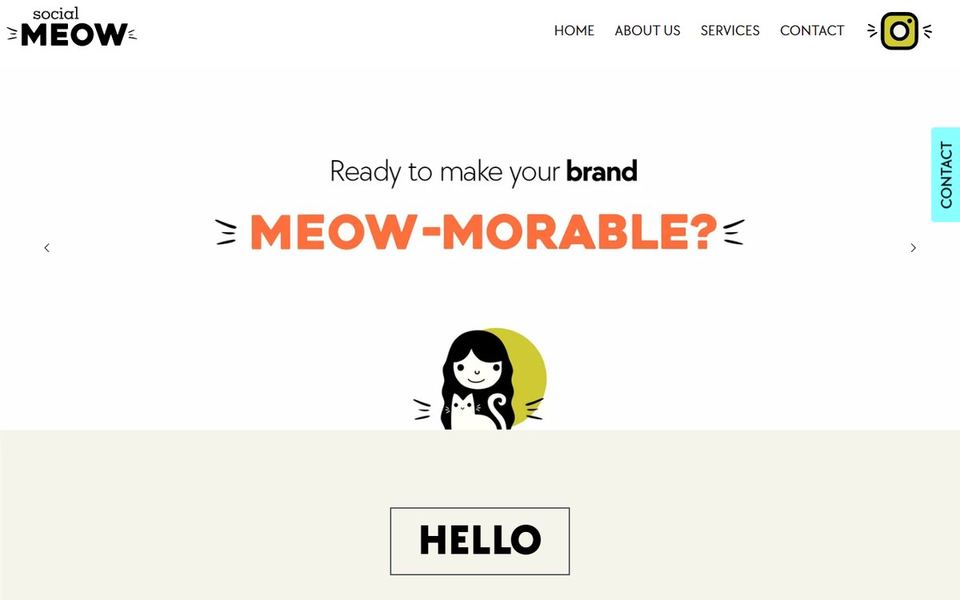 social
MEOW
HOME
ABOUT US
SERVICES
CONTACT
CONTACT
Ready to make your brand
MEOW-MORABLE?
HELLO